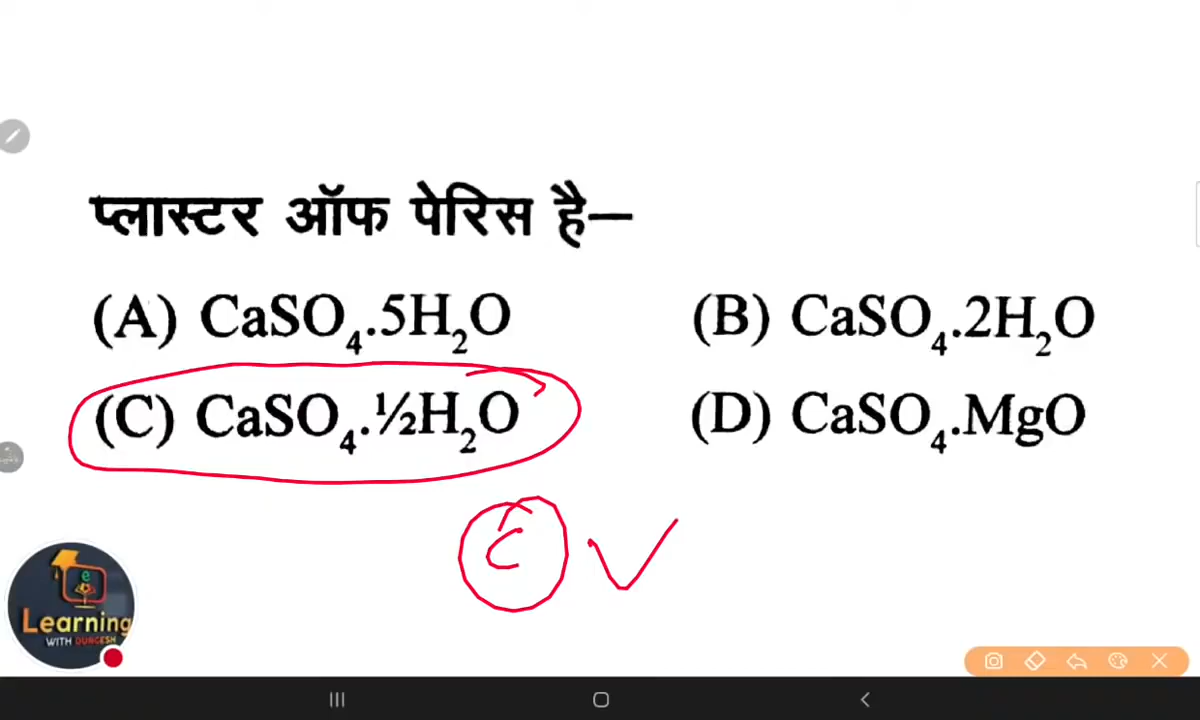 प्लास्टर ऑफ पेरिस है—
(A) CaSO₄.5H₂O (B) CaSO₄.2H₂O
(C) CaSO₄.½H₂O (D) CaSO₄.MgO
C
e
Learning
WITH DURGESH